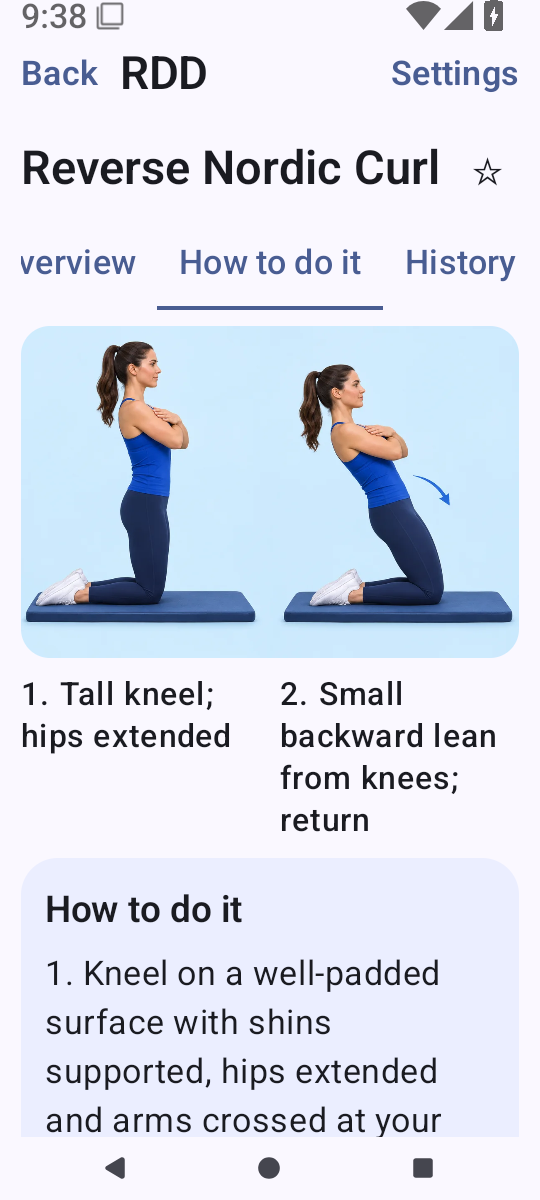 9:38
Back RDD Settings
Reverse Nordic Curl ☆
verview How to do it History
1. Tall kneel;
hips extended
2. Small
backward lean
from knees;
return
How to do it
1. Kneel on a well-padded
surface with shins
supported, hips extended
and arms crossed at your